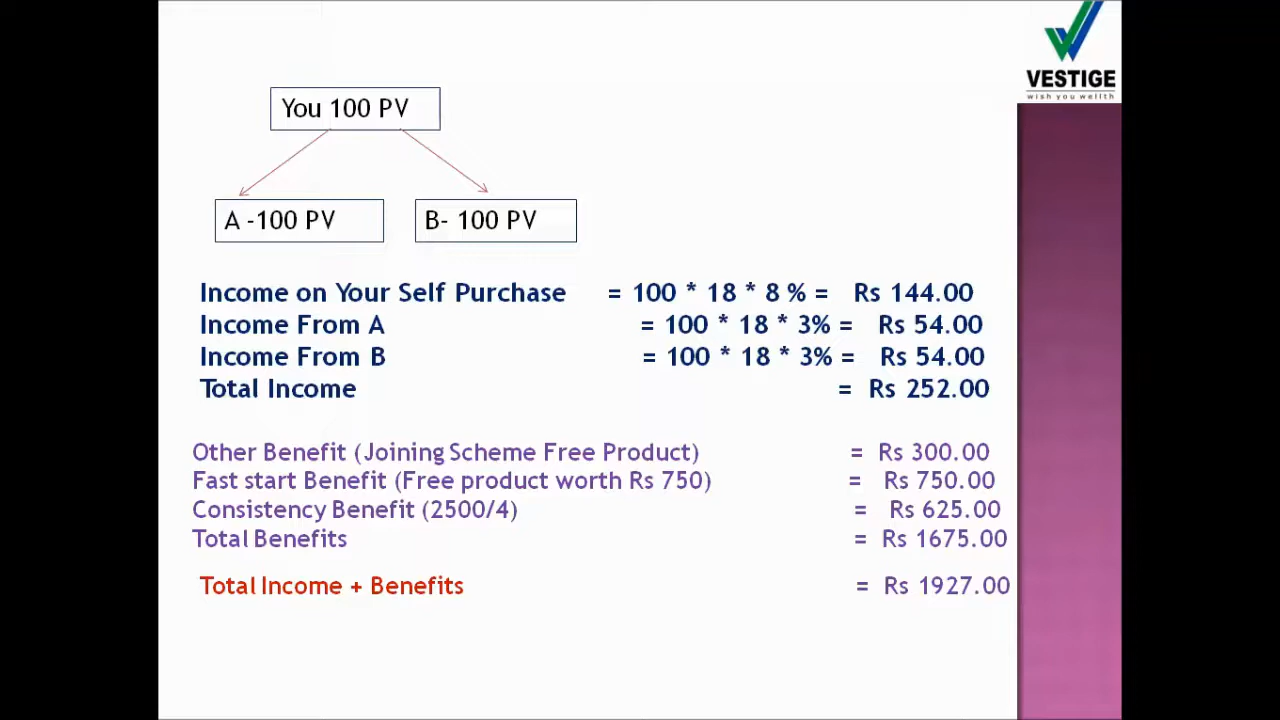 VESTIGE
wish you wellth
You 100 PV
A -100 PV
B- 100 PV
Income on Your Self Purchase = 100 * 18 * 8 % = Rs 144.00
Income From A = 100 * 18 * 3% = Rs 54.00
Income From B = 100 * 18 * 3% = Rs 54.00
Total Income = Rs 252.00
Other Benefit (Joining Scheme Free Product) = Rs 300.00
Fast start Benefit (Free product worth Rs 750) = Rs 750.00
Consistency Benefit (2500/4) = Rs 625.00
Total Benefits = Rs 1675.00
Total Income + Benefits = Rs 1927.00